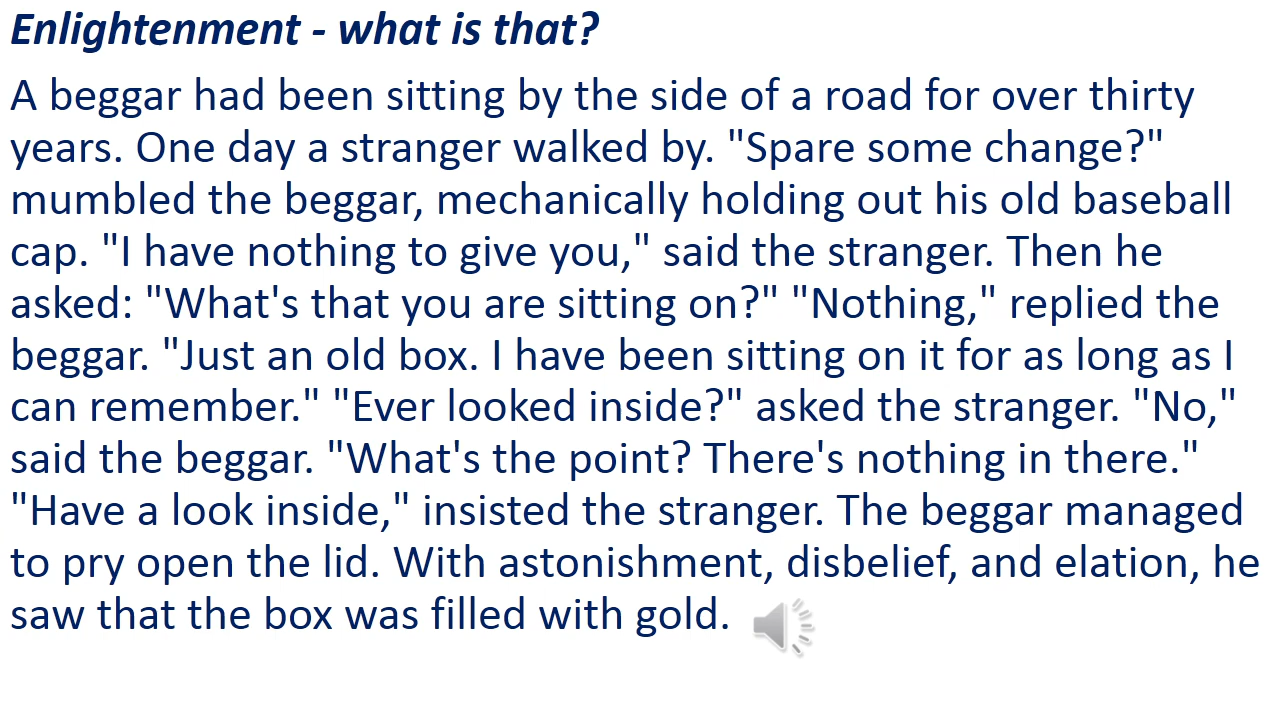 Enlightenment - what is that?
A beggar had been sitting by the side of a road for over thirty
years. One day a stranger walked by. "Spare some change?"
mumbled the beggar, mechanically holding out his old baseball
cap. "I have nothing to give you," said the stranger. Then he
asked: "What's that you are sitting on?" "Nothing," replied the
beggar. "Just an old box. I have been sitting on it for as long as I
can remember." "Ever looked inside?" asked the stranger. "No,"
said the beggar. "What's the point? There's nothing in there."
"Have a look inside," insisted the stranger. The beggar managed
to pry open the lid. With astonishment, disbelief, and elation, he
saw that the box was filled with gold.